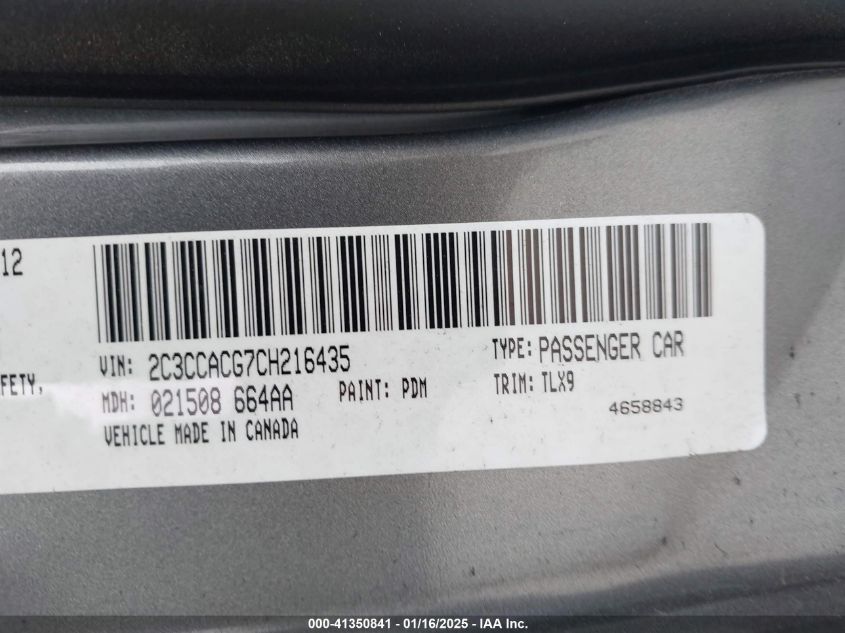 12
VIN: 2C3CCACG7CH216435
TYPE: PASSENGER CAR
FETY,
MDH: 021508 664AA
PAINT: PDM
TRIM: TLX9
4658843
VEHICLE MADE IN CANADA
000-41350841 - 01/16/2025 - IAA Inc.